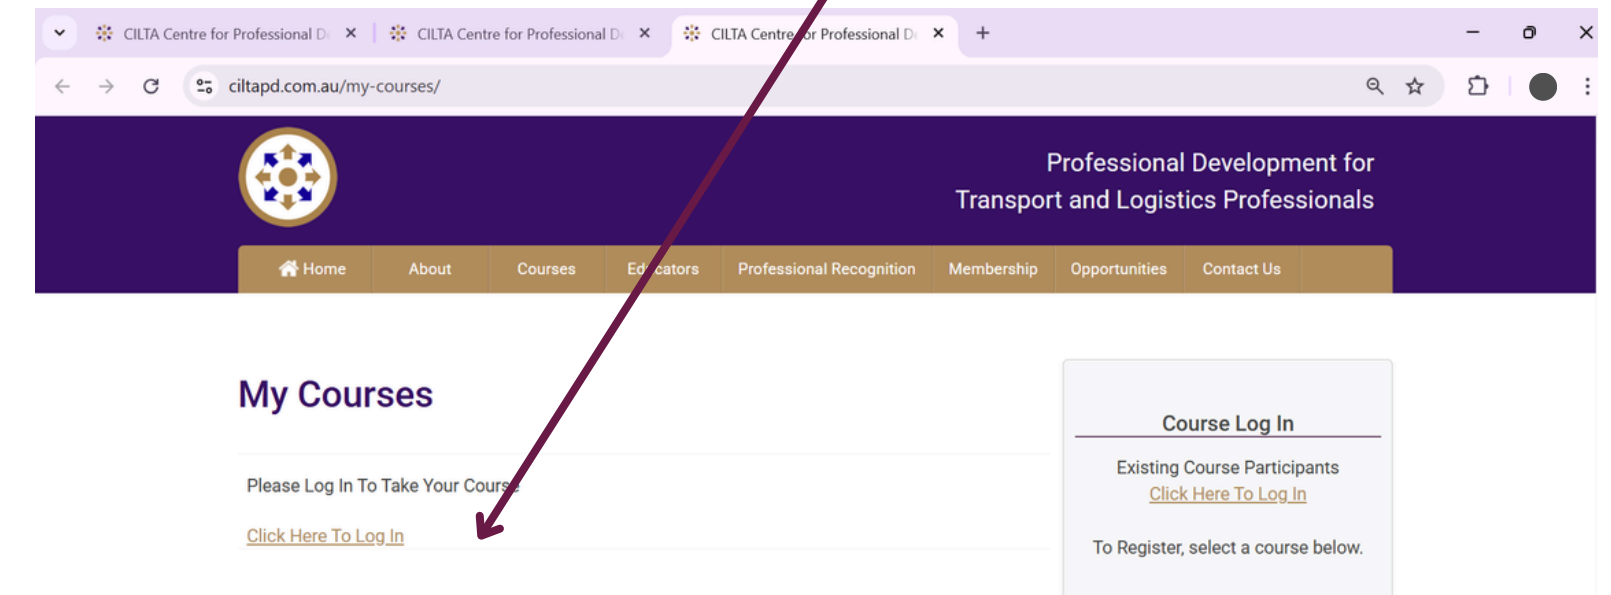 CILTA Centre for Professional D
CILTA Centre for Professional D
CILTA Centre for Professional D
ciltapd.com.au/my-courses/
Professional Development for
Transport and Logistics Professionals
Home About Courses Educators Professional Recognition Membership Opportunities Contact Us
My Courses
Please Log In To Take Your Course
Click Here To Log In
Course Log In
Existing Course Participants
Click Here To Log In
To Register, select a course below.